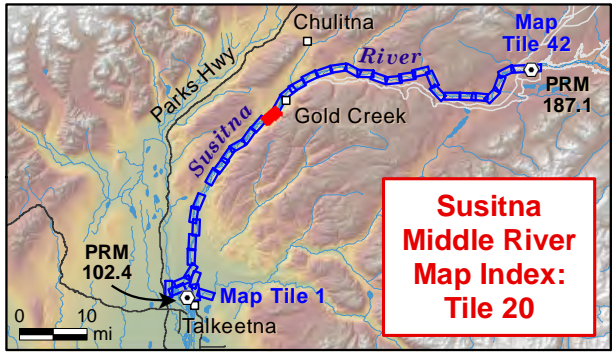 Chulitna
Map
Tile 42
River
Parks Hwy
PRM
187.1
Gold Creek
Susitna
Susitna
Middle River
Map Index:
Tile 20
PRM
102.4
Map Tile 1
0 10
mi
Talkeetna